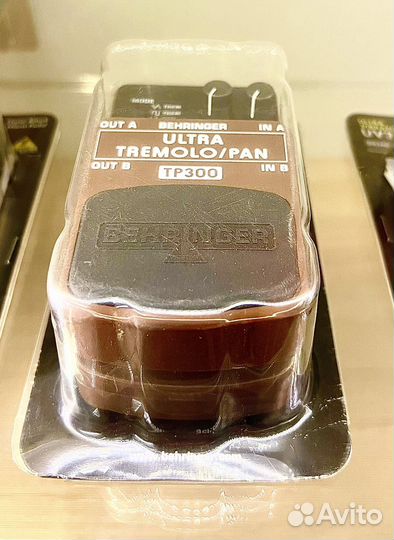 MODE
OUT A BEHRINGER IN A
ULTRA
TREMOLO/PAN
OUT B IN B
TP300
BEHRINGER
Avito